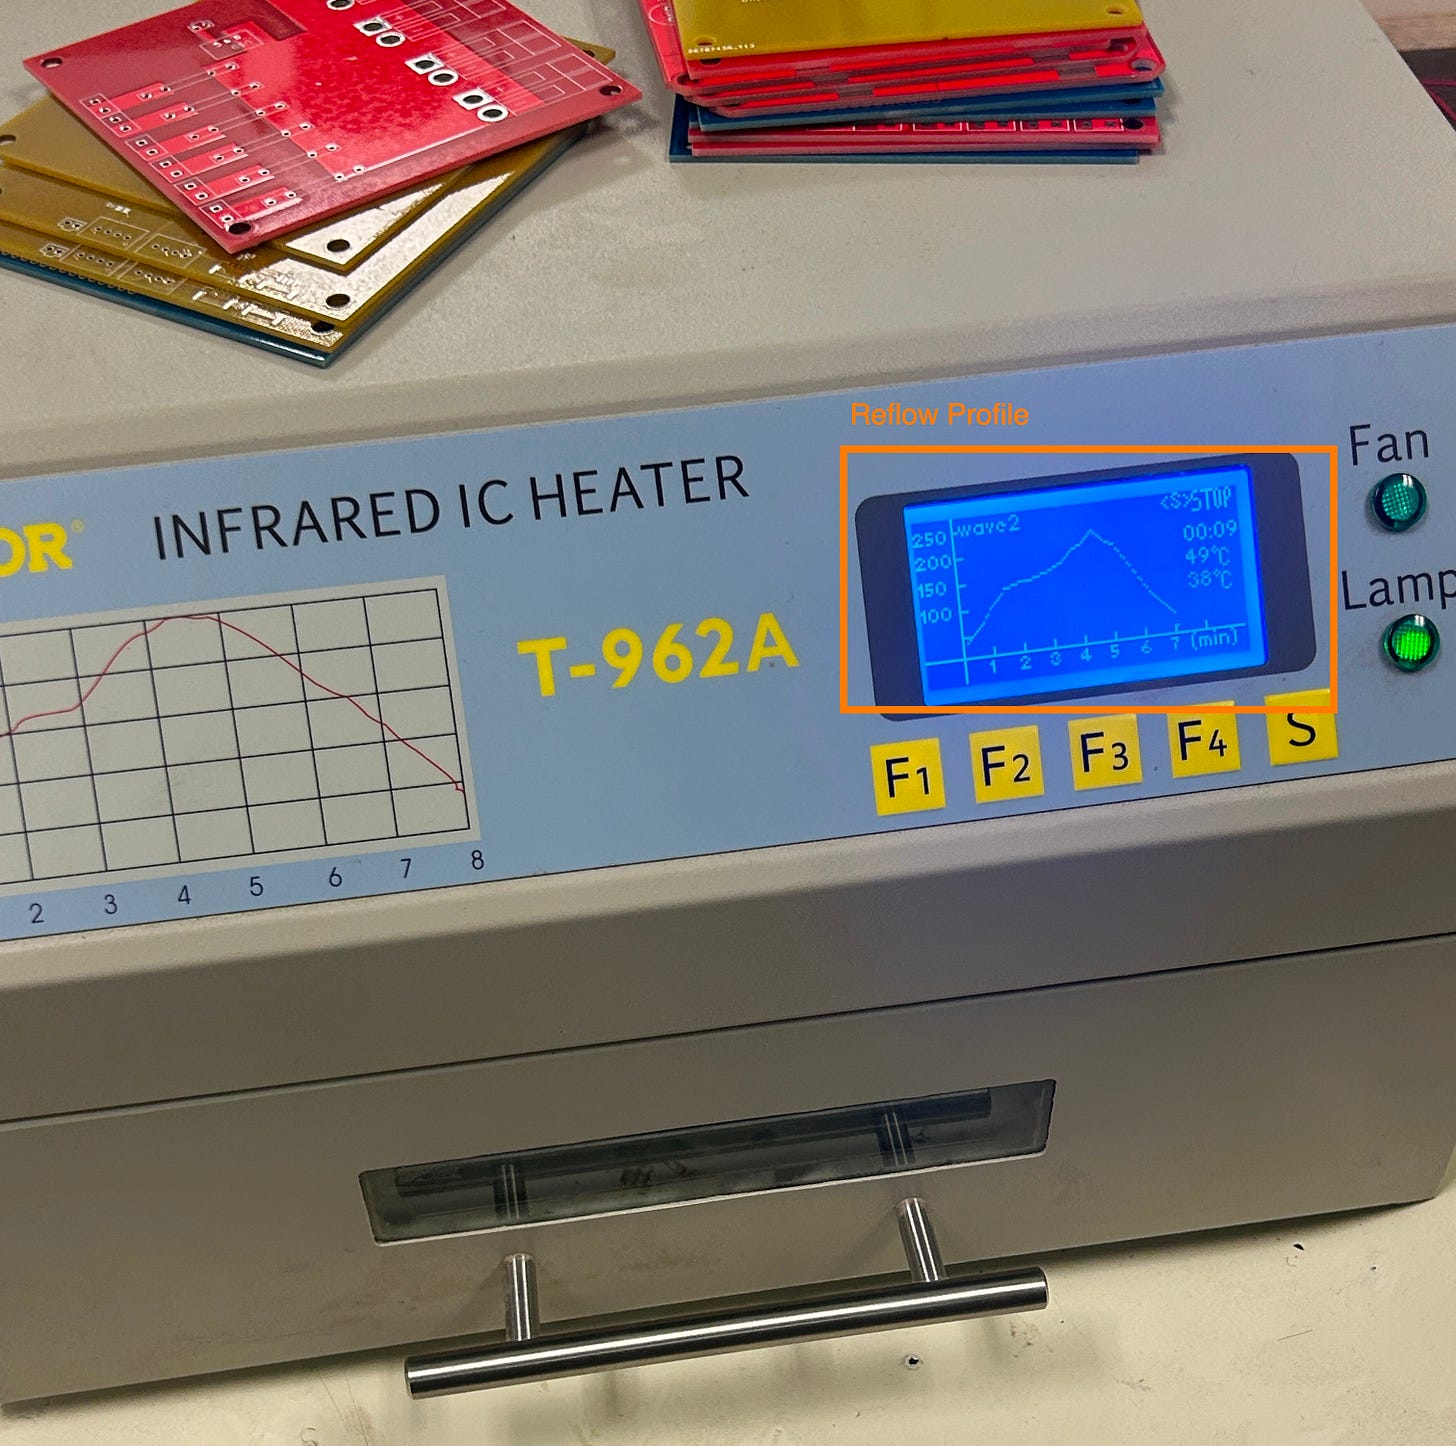 Reflow Profile
OR®
INFRARED IC HEATER
T-962A
2 3 4 5 6 7 8
<S>STOP
wave2
00:09
49℃
38℃
250
200
150
100
1 2 3 4 5 6 7 (min)
Fan
Lamp
F1 F2 F3 F4 S